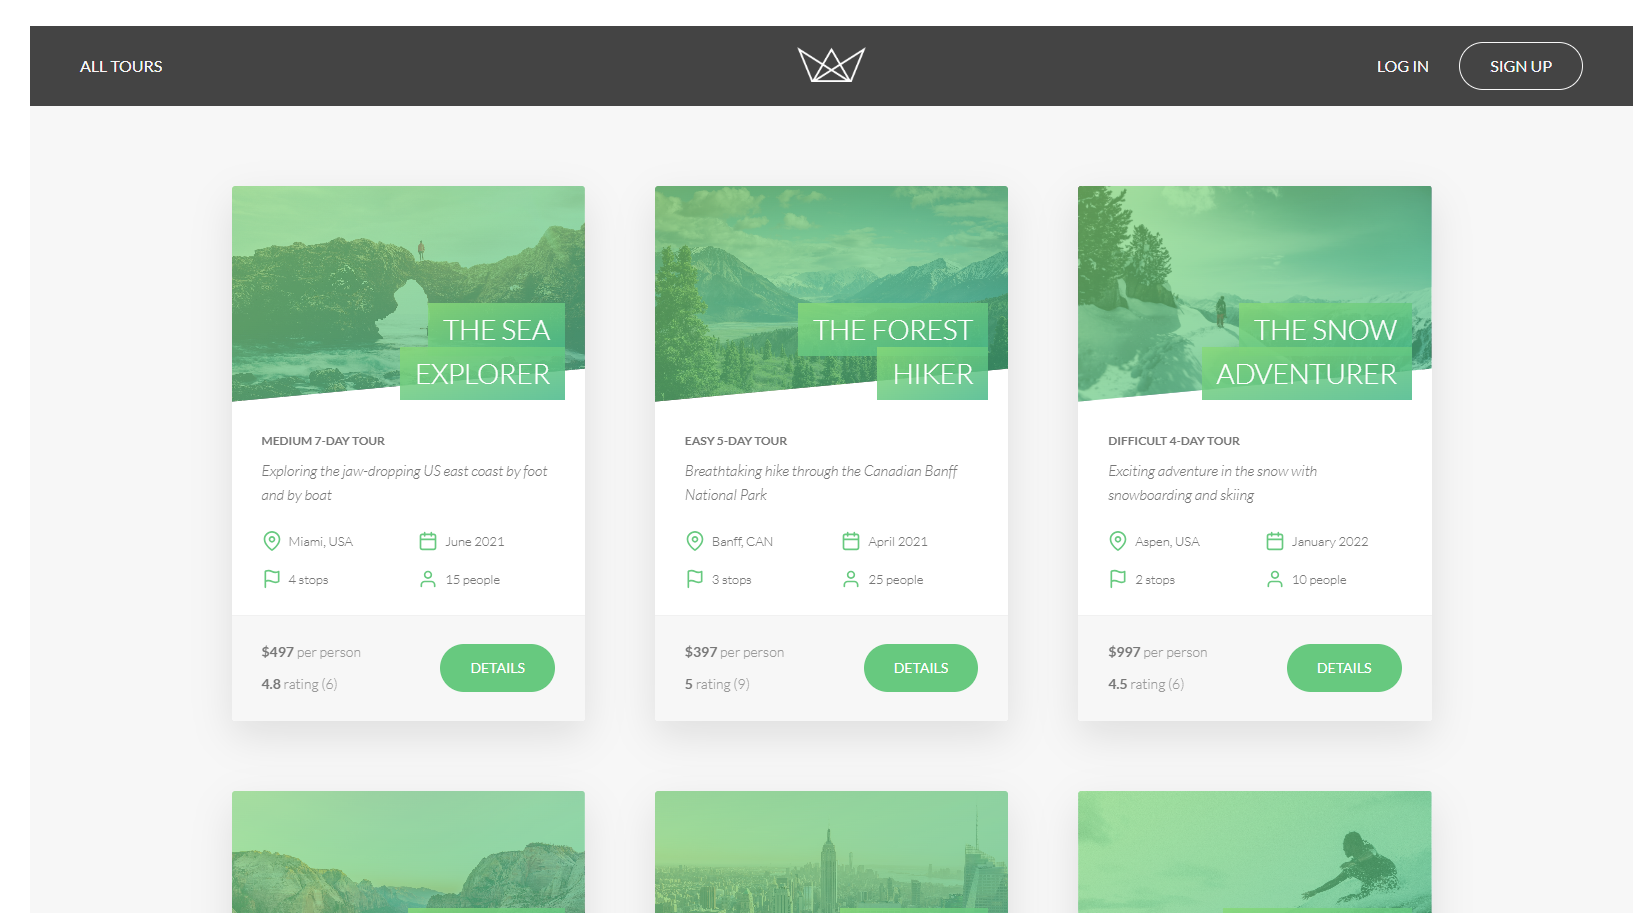 ALL TOURS
LOG IN
SIGN UP
THE SEA
EXPLORER
MEDIUM 7-DAY TOUR
Exploring the jaw-dropping US east coast by foot
and by boat
Miami, USA
June 2021
4 stops
15 people
$497 per person
4.8 rating (6)
DETAILS
THE FOREST
HIKER
EASY 5-DAY TOUR
Breathtaking hike through the Canadian Banff
National Park
Banff, CAN
April 2021
3 stops
25 people
$397 per person
5 rating (9)
DETAILS
THE SNOW
ADVENTURER
DIFFICULT 4-DAY TOUR
Exciting adventure in the snow with
snowboarding and skiing
Aspen, USA
January 2022
2 stops
10 people
$997 per person
4.5 rating (6)
DETAILS